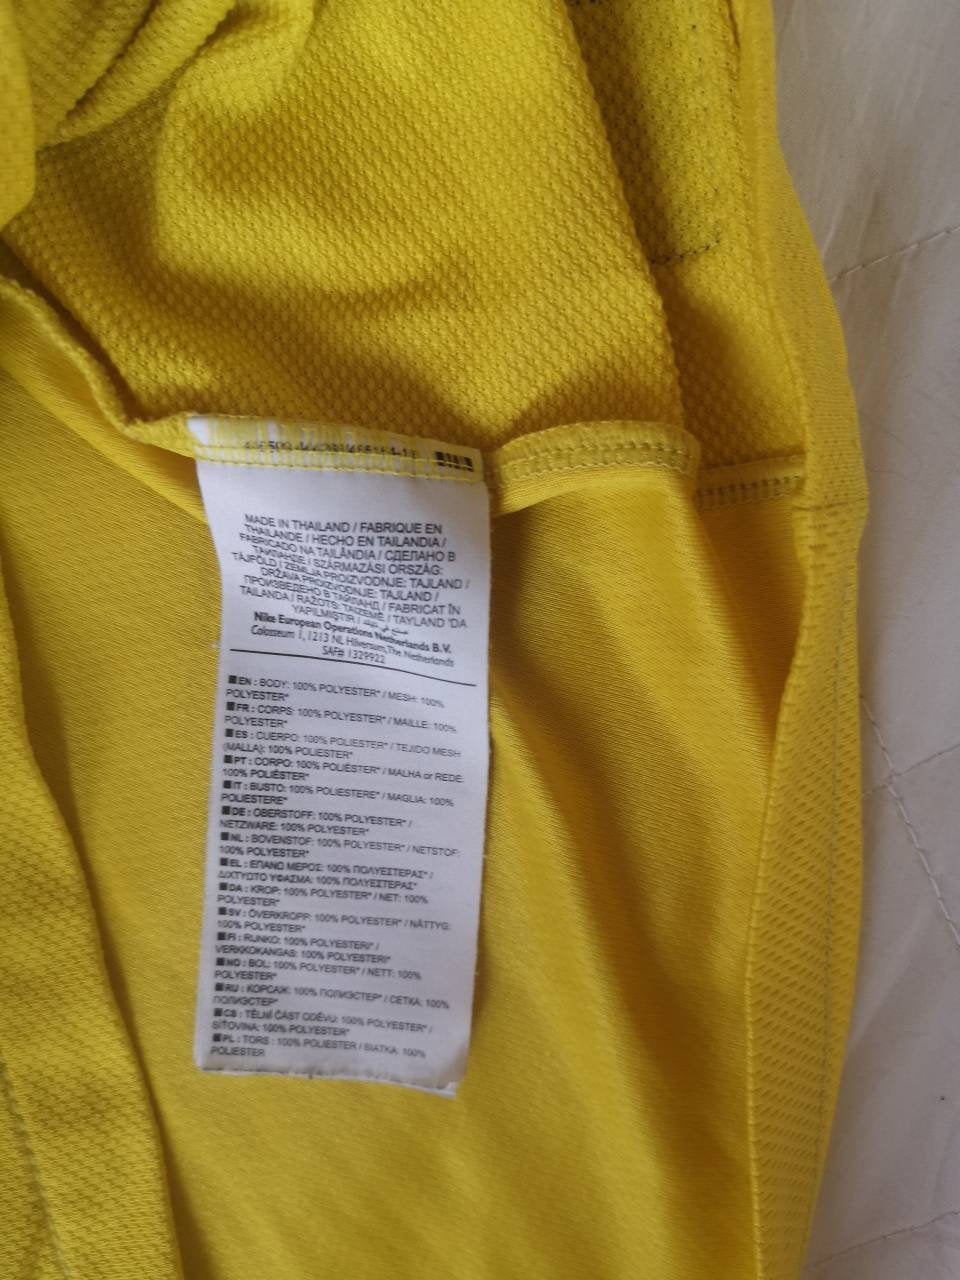 MADE IN THAILAND / FABRIQUE EN
THAILANDE / HECHO EN TAILANDIA /
FABRICADO NA TAILÂNDIA / СДЕЛАНО В
ТАИЛАНДЕ / SZÁRMAZÁSI ORSZÁG:
TÁJFÖLD / ZEMLJA PROIZVODNJE: TAJLAND /
DRŽAVA PROIZVODNJE: TAJLAND /
ПРОИЗВЕДЕНО В ТАЙЛАНД / FABRICAT ÎN
TAILANDA / RAŽOTS: TAIZEMĒ / TAYLAND 'DA
YAPILMIŞTIR /
Nike European Operations Netherlands B.V.
Colosseum 1, 1213 NL Hilversum, The Netherlands
SAF# 1329922
EN : BODY: 100% POLYESTER* / MESH: 100%
POLYESTER*
FR : CORPS: 100% POLYESTER* / MAILLE: 100%
POLYESTER*
ES : CUERPO: 100% POLIESTER* / TEJIDO MESH
(MALLA): 100% POLIESTER*
PT : CORPO: 100% POLIÉSTER* / MALHA or REDE:
100% POLIÉSTER*
IT : BUSTO: 100% POLIESTERE* / MAGLIA: 100%
POLIESTERE*
DE : OBERSTOFF: 100% POLYESTER* /
NETZWARE: 100% POLYESTER*
NL : BOVENSTOF: 100% POLYESTER* / NETSTOF:
100% POLYESTER*
EL : ΕΠΑΝΩ ΜΕΡΟΣ: 100% ΠΟΛΥΕΣΤΕΡΑΣ* /
ΔΙΧΤΥΩΤΟ ΥΦΑΣΜΑ: 100% ΠΟΛΥΕΣΤΕΡΑΣ*
DA : KROP: 100% POLYESTER* / NET: 100%
POLYESTER*
SV : ÖVERKROPP: 100% POLYESTER* / NÄTTYG:
100% POLYESTER*
FI : RUNKO: 100% POLYESTERI* /
VERKKOKANGAS: 100% POLYESTERI*
NO : BOL: 100% POLYESTER* / NETT: 100%
POLYESTER*
RU : КОРСАЖ: 100% ПОЛИЭСТЕР* / СЕТКА: 100%
ПОЛИЭСТЕР*
CS : TĚLNÍ ČÁST ODĚVU: 100% POLYESTER* /
SÍŤOVINA: 100% POLYESTER*
PL : TORS : 100% POLIESTER / SIATKA: 100%
POLIESTER